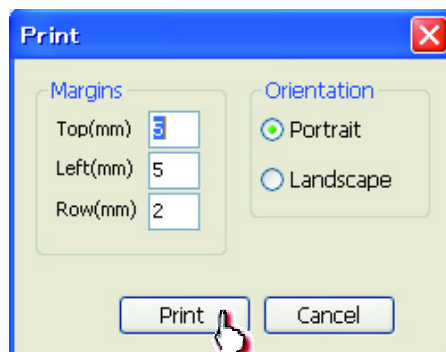 Print
Margins
Top(mm) 5
Left(mm) 5
Row(mm) 2
Orientation
Portrait
Landscape
Print Cancel